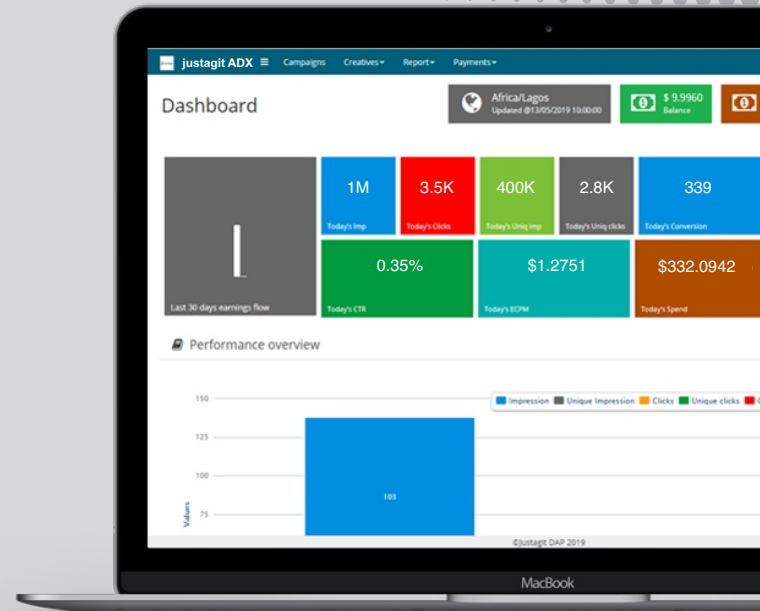 justagit ADX
Campaigns
Creatives
Report
Payments
Dashboard
Africa/Lagos
Updated @13/05/2019 10:00:00
$ 9.9960
Balance
1M
Today's Imp
3.5K
Today's Clicks
400K
Today's Uniq imp
2.8K
Today's Uniq clicks
339
Today's Conversion
Last 30 days earnings flow
0.35%
Today's CTR
$1.2751
Today's ECPM
$332.0942
Today's Spend
Performance overview
Impression
Unique Impression
Clicks
Unique clicks
150
125
100
75
Values
103
©Justagit DAP 2019
MacBook